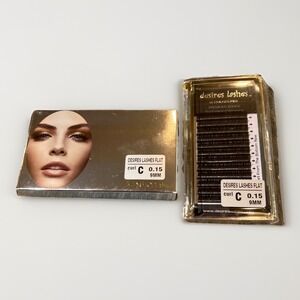 DESIRES LASHES FLAT
curl C 0.15
9MM
desires lashes
DESIRES LASHES FLAT
curl C 0.15
9MM